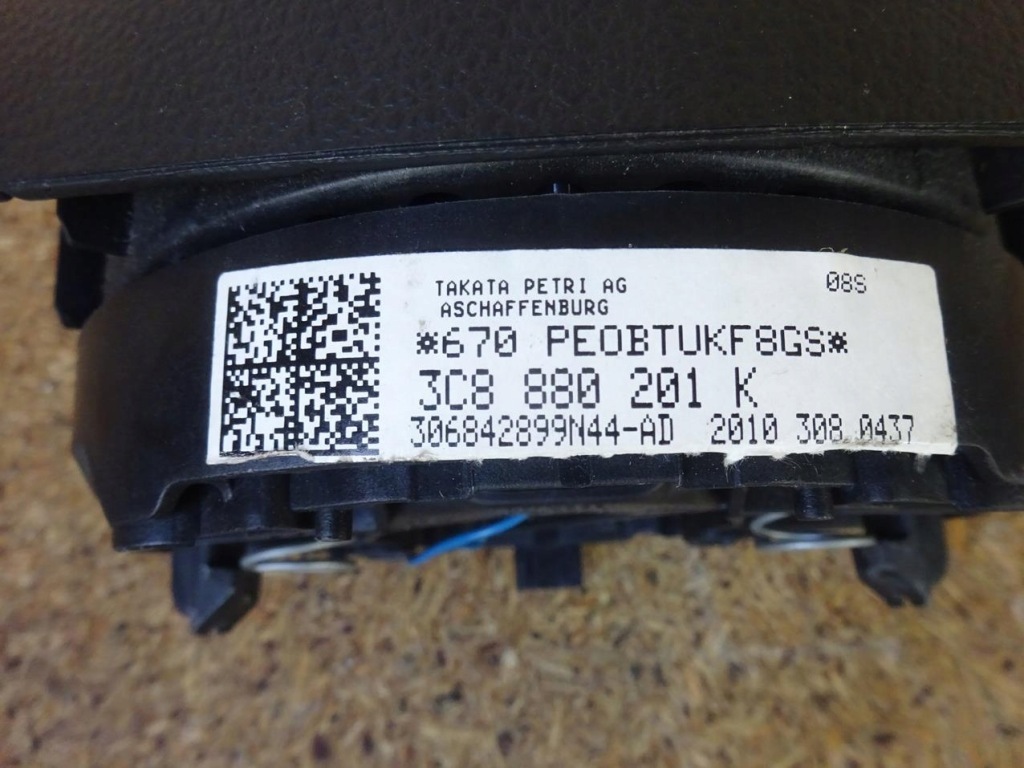 TAKATA PETRI AG 08S
ASCHAFFENBURG
*670 PEOBTUKF8GS*
3C8 880 201 K
306842899N44-AD 2010 308 0437